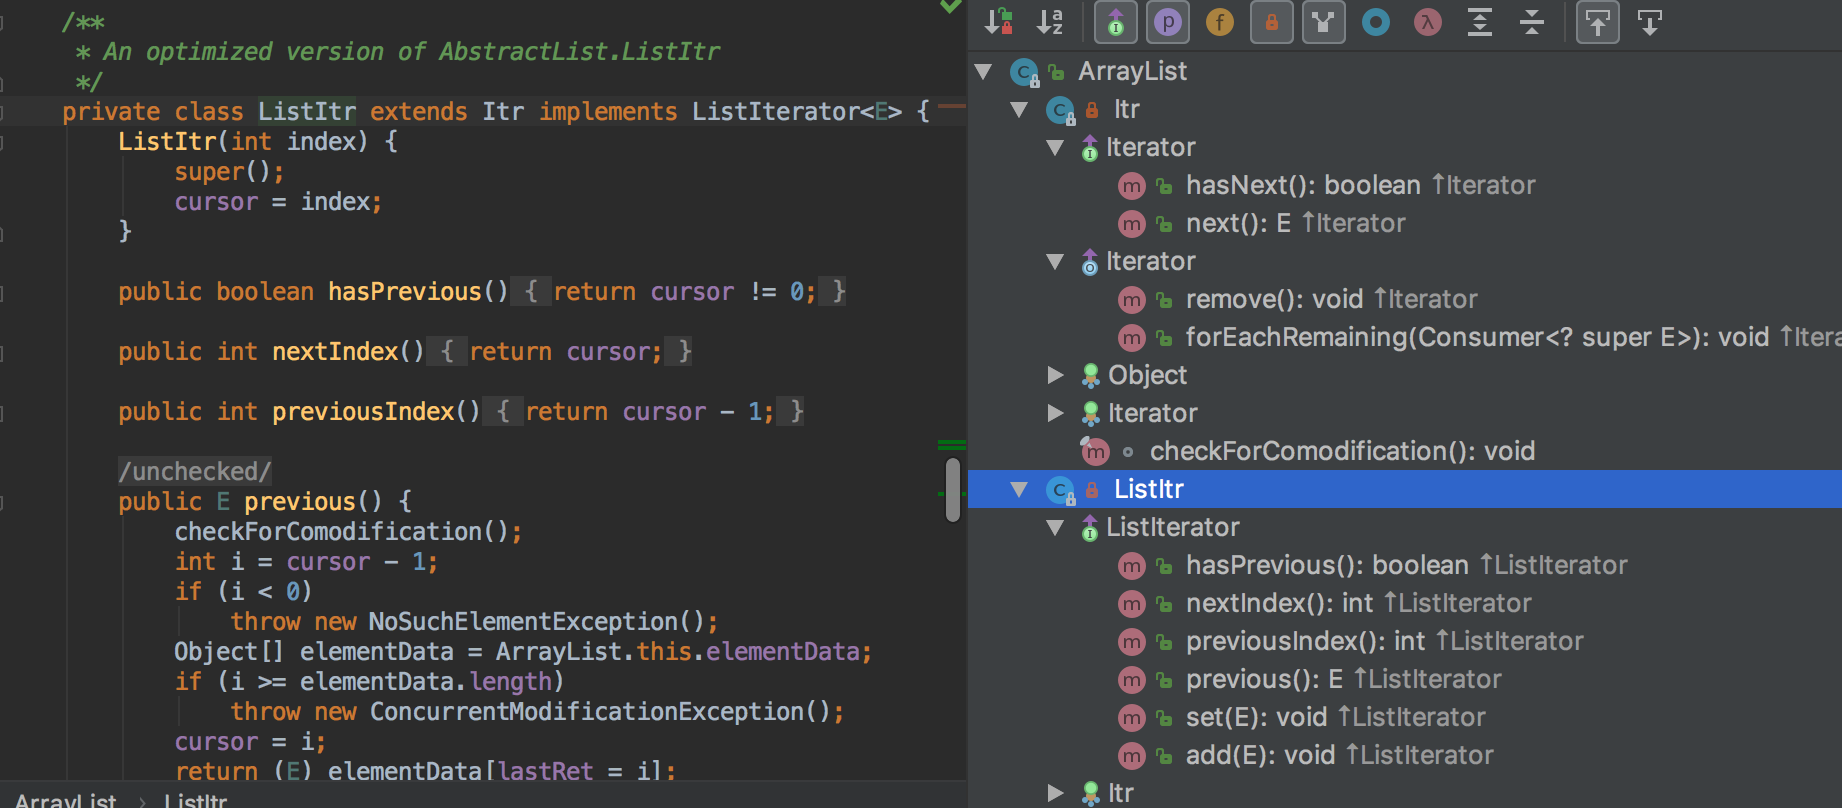 /**
* An optimized version of AbstractList.ListItr
*/
private class ListItr extends Itr implements ListIterator<E> {
ListItr(int index) {
super();
cursor = index;
}
public boolean hasPrevious() { return cursor != 0; }
public int nextIndex() { return cursor; }
public int previousIndex() { return cursor - 1; }
/unchecked/
public E previous() {
checkForComodification();
int i = cursor - 1;
if (i < 0)
throw new NoSuchElementException();
Object[] elementData = ArrayList.this.elementData;
if (i >= elementData.length)
throw new ConcurrentModificationException();
cursor = i;
return (E) elementData[lastRet = i];
ArrayList › ListItr
ArrayList
Itr
Iterator
hasNext(): boolean ↑Iterator
next(): E ↑Iterator
Iterator
remove(): void ↑Iterator
forEachRemaining(Consumer<? super E>): void ↑Itera
Object
Iterator
checkForComodification(): void
ListItr
ListIterator
hasPrevious(): boolean ↑ListIterator
nextIndex(): int ↑ListIterator
previousIndex(): int ↑ListIterator
previous(): E ↑ListIterator
set(E): void ↑ListIterator
add(E): void ↑ListIterator
Itr